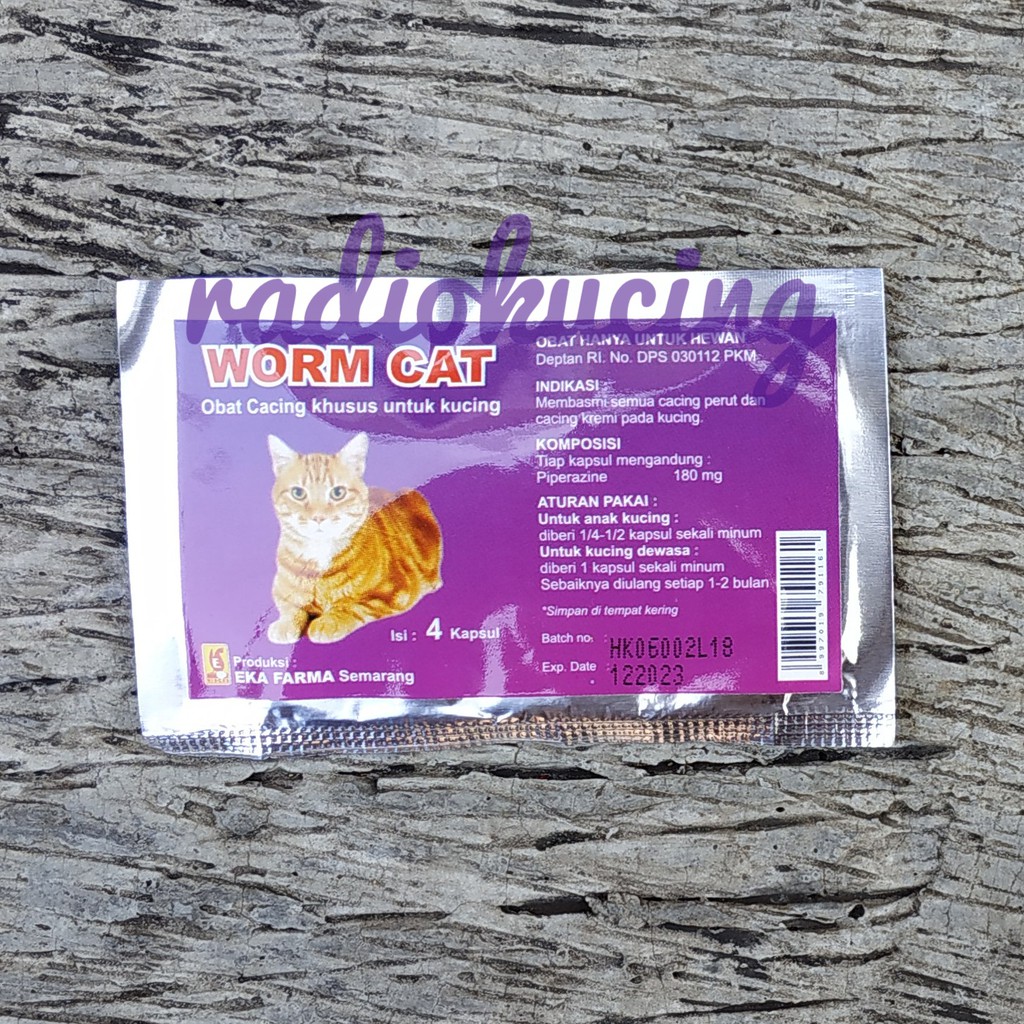 radiokucing
WORM CAT
Obat Cacing khusus untuk kucing
Isi : 4 Kapsul
Produksi :
EKA FARMA Semarang
OBAT HANYA UNTUK HEWAN
Deptan RI. No. DPS 030112 PKM
INDIKASI :
Membasmi semua cacing perut dan
cacing kremi pada kucing.
KOMPOSISI
Tiap kapsul mengandung :
Piperazine 180 mg
ATURAN PAKAI :
Untuk anak kucing :
diberi 1/4-1/2 kapsul sekali minum
Untuk kucing dewasa :
diberi 1 kapsul sekali minum
Sebaiknya diulang setiap 1-2 bulan
*Simpan di tempat kering
Batch no. : HK06002L18
Exp. Date : 122023
8 997019 791161